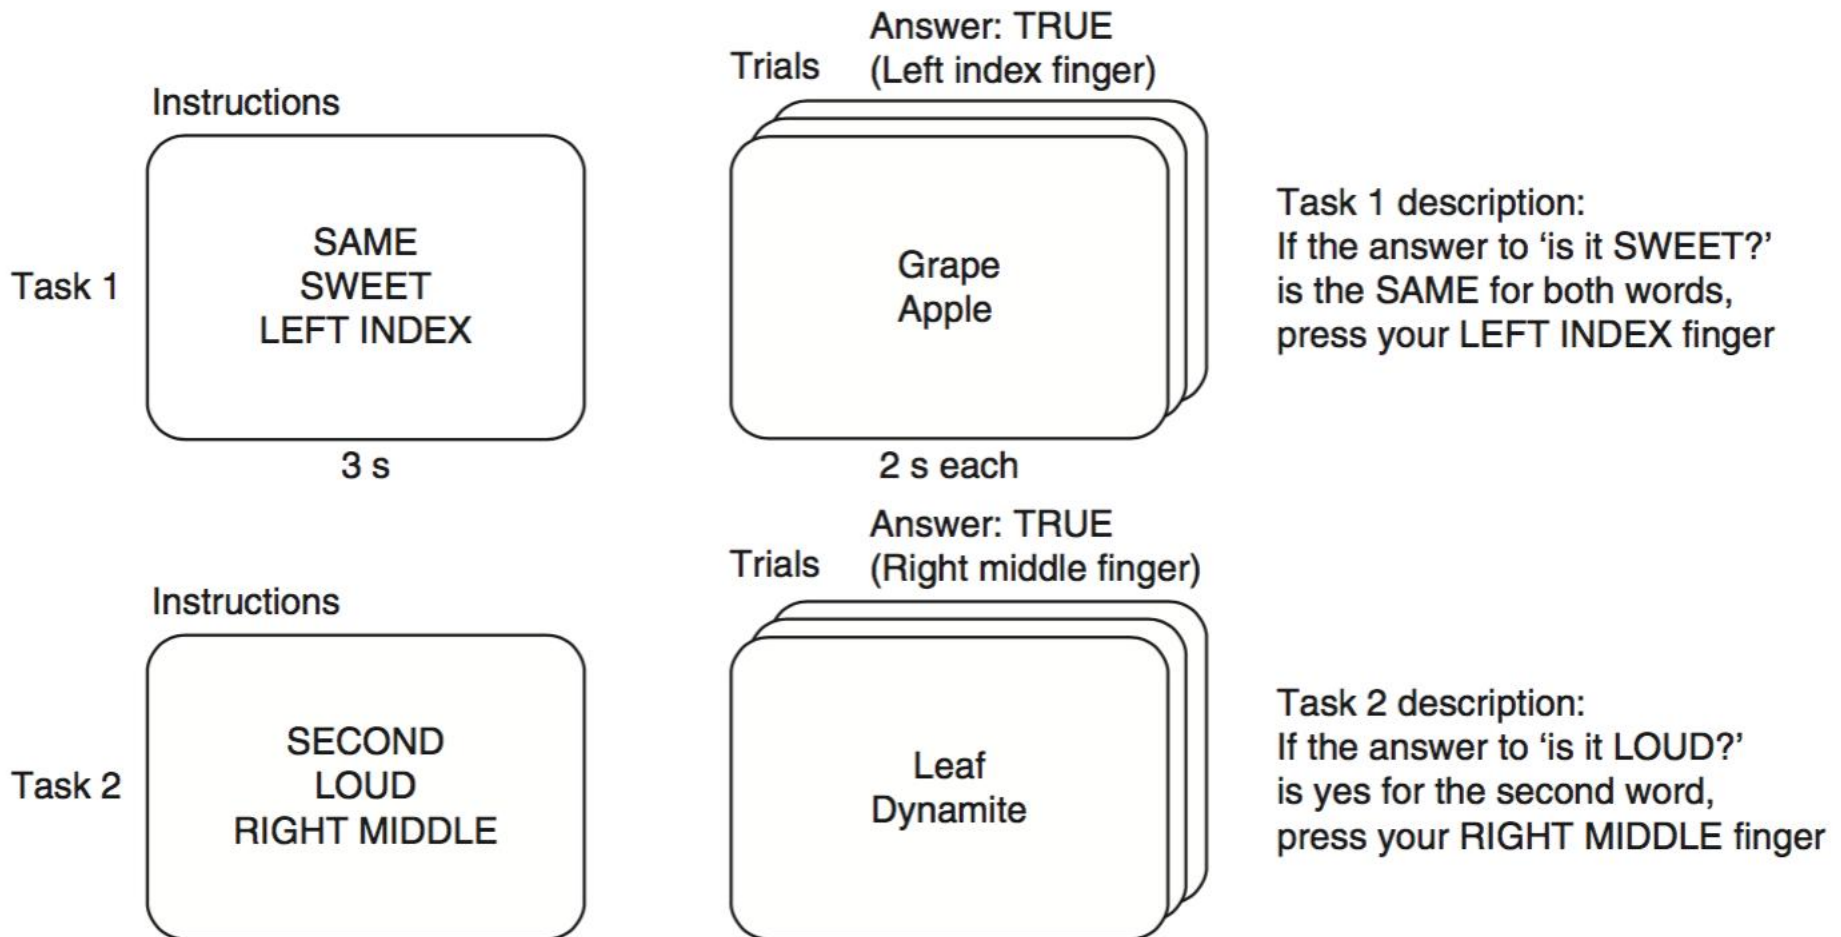 Answer: TRUE
Trials (Left index finger)
Instructions
Task 1
SAME
SWEET
LEFT INDEX
Grape
Apple
Task 1 description:
If the answer to ‘is it SWEET?’
is the SAME for both words,
press your LEFT INDEX finger
3 s
2 s each
Answer: TRUE
Trials (Right middle finger)
Instructions
Task 2
SECOND
LOUD
RIGHT MIDDLE
Leaf
Dynamite
Task 2 description:
If the answer to ‘is it LOUD?’
is yes for the second word,
press your RIGHT MIDDLE finger